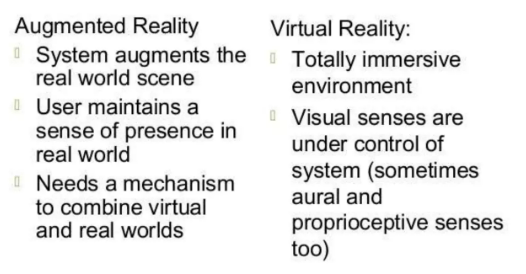 Augmented Reality
System augments the
real world scene
User maintains a
sense of presence in
real world
Needs a mechanism
to combine virtual
and real worlds
Virtual Reality:
Totally immersive
environment
Visual senses are
under control of
system (sometimes
aural and
proprioceptive senses
too)